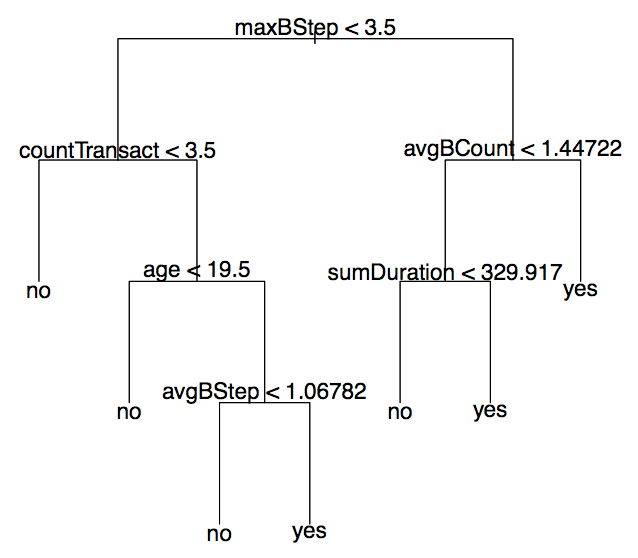 maxBStep < 3.5
countTransact < 3.5
avgBCount < 1.44722
no
age < 19.5
sumDuration < 329.917
yes
no
avgBStep < 1.06782
no
yes
no
yes